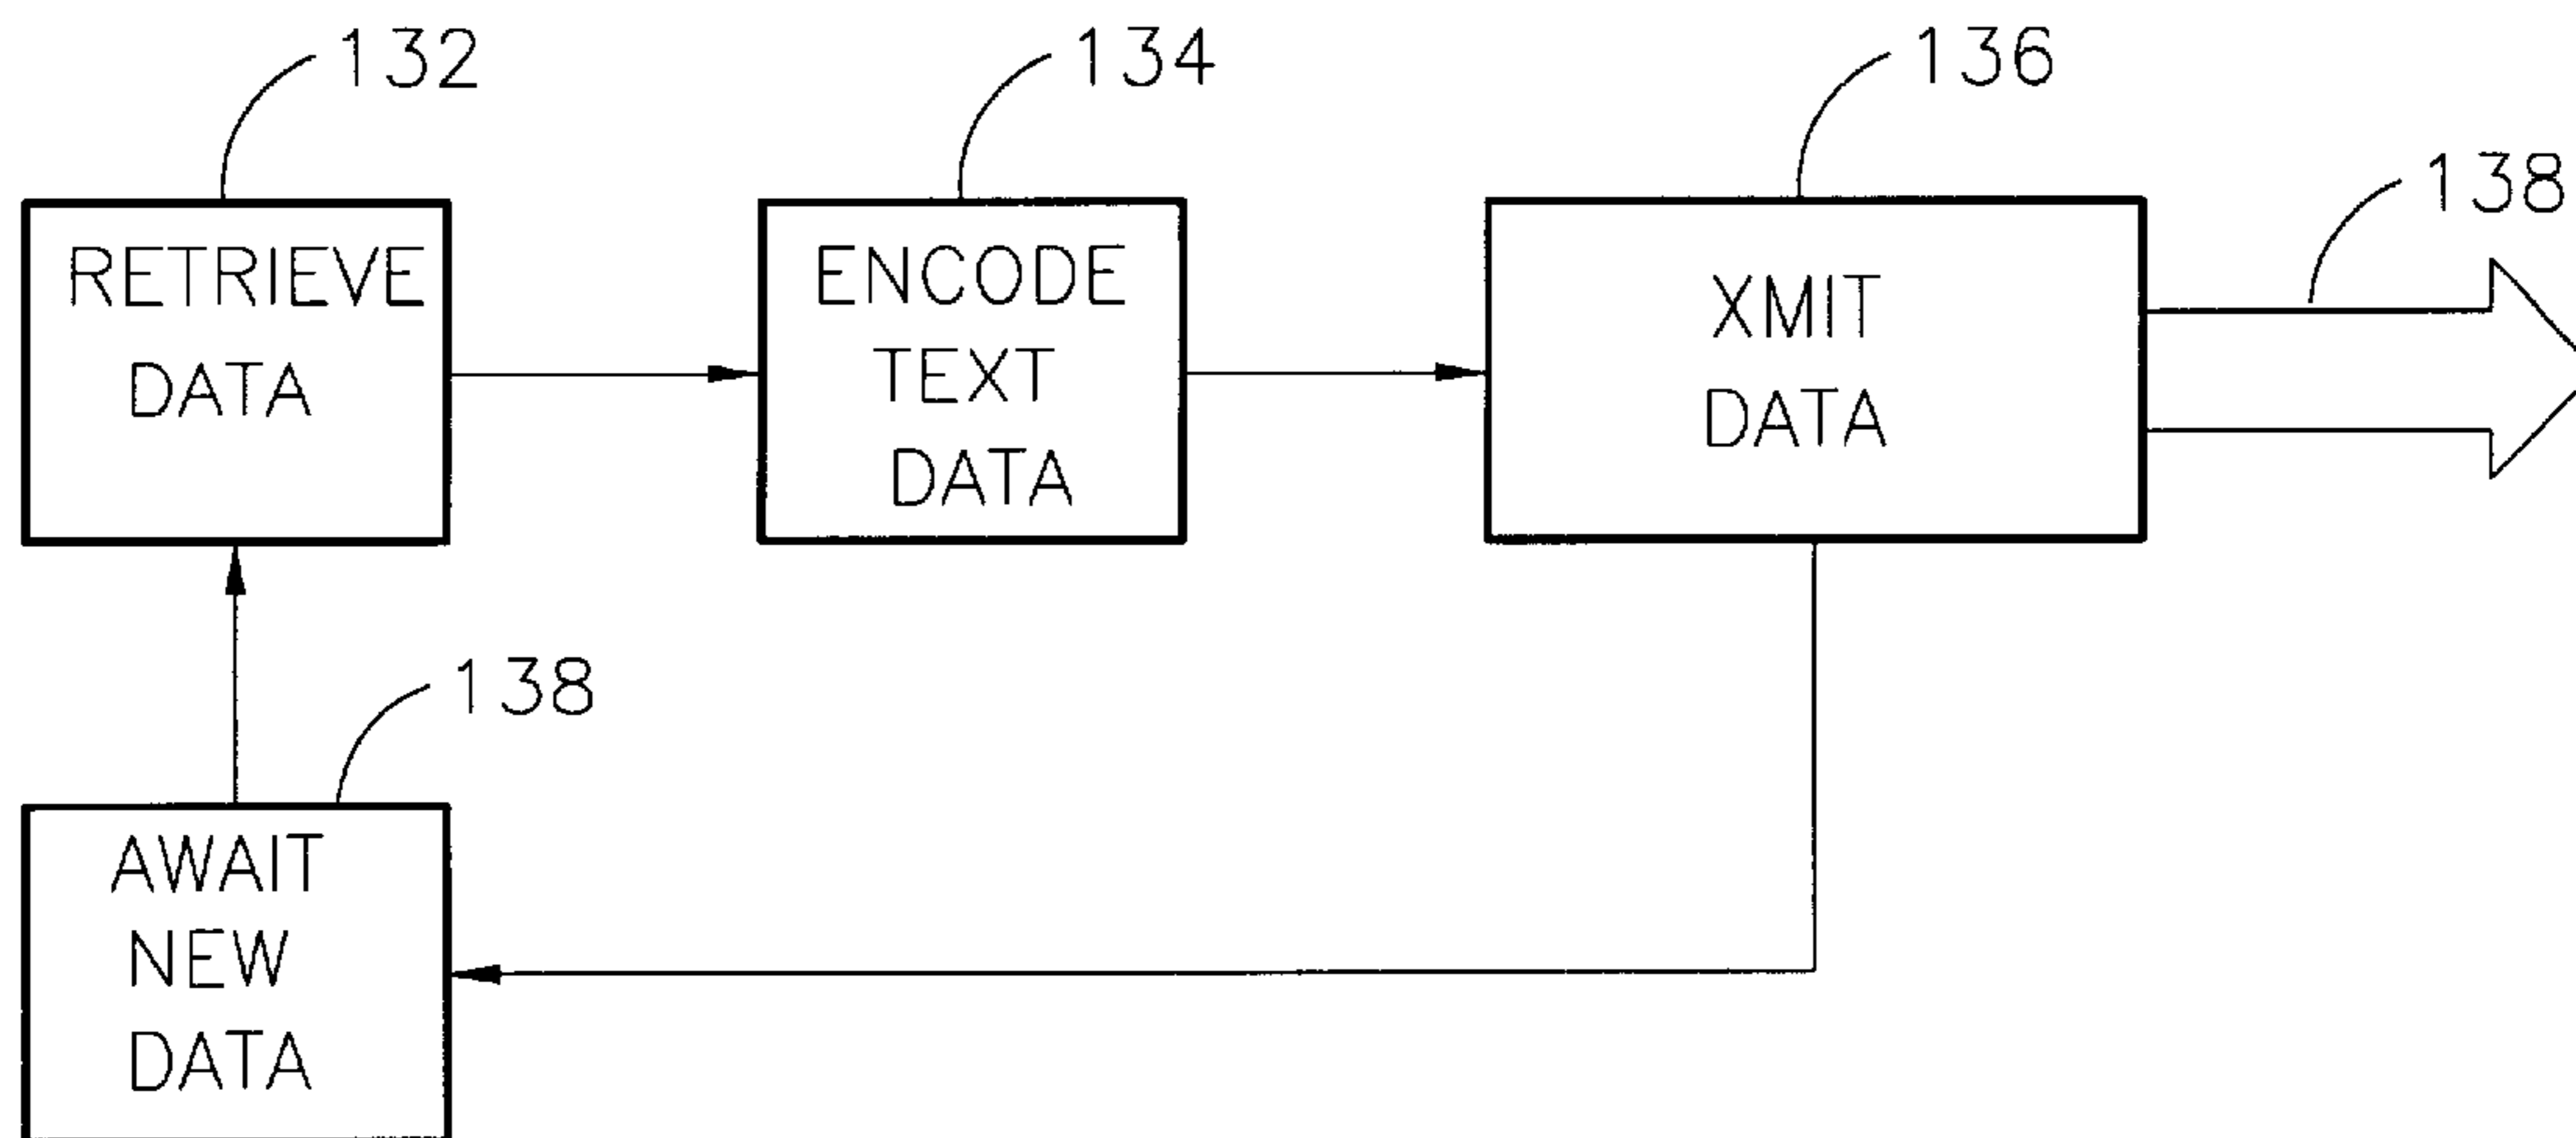 132
134
136
138
RETRIEVE
DATA
ENCODE
TEXT
DATA
XMIT
DATA
138
AWAIT
NEW
DATA